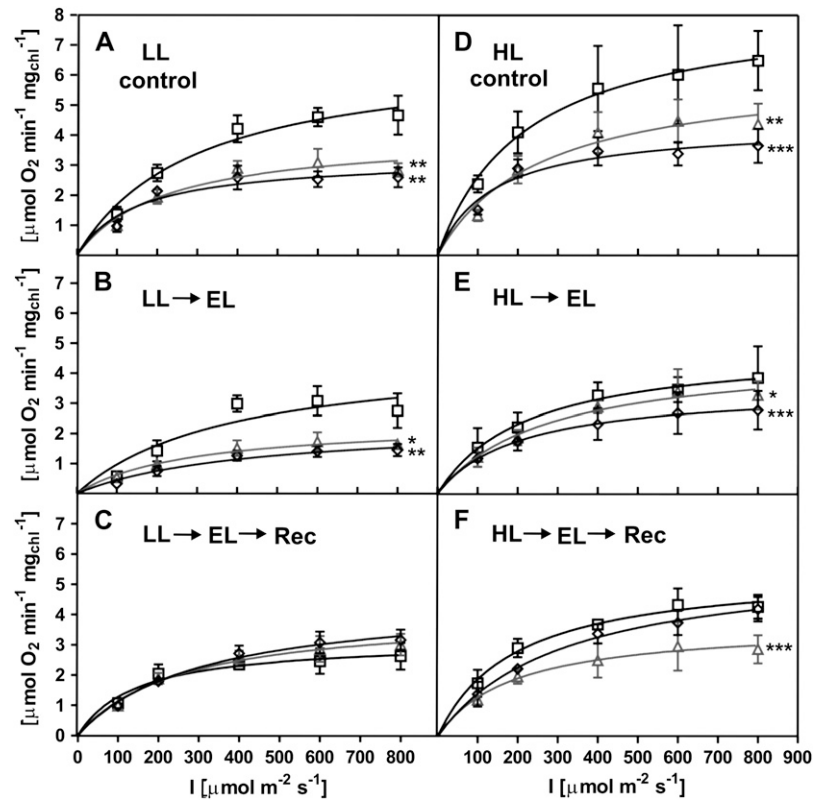 A
LL
control
[µmol O₂ min⁻¹ mg_chl⁻¹]
8
7
6
5
4
3
2
1
**
**
D
HL
control
**
***
B
LL → EL
[µmol O₂ min⁻¹ mg_chl⁻¹]
7
6
5
4
3
2
1
*
**
E
HL → EL
*
***
C
LL → EL → Rec
[µmol O₂ min⁻¹ mg_chl⁻¹]
7
6
5
4
3
2
1
0
0 100 200 300 400 500 600 700 800
I [µmol m⁻² s⁻¹]
F
HL → EL → Rec
***
100 200 300 400 500 600 700 800 900
I [µmol m⁻² s⁻¹]